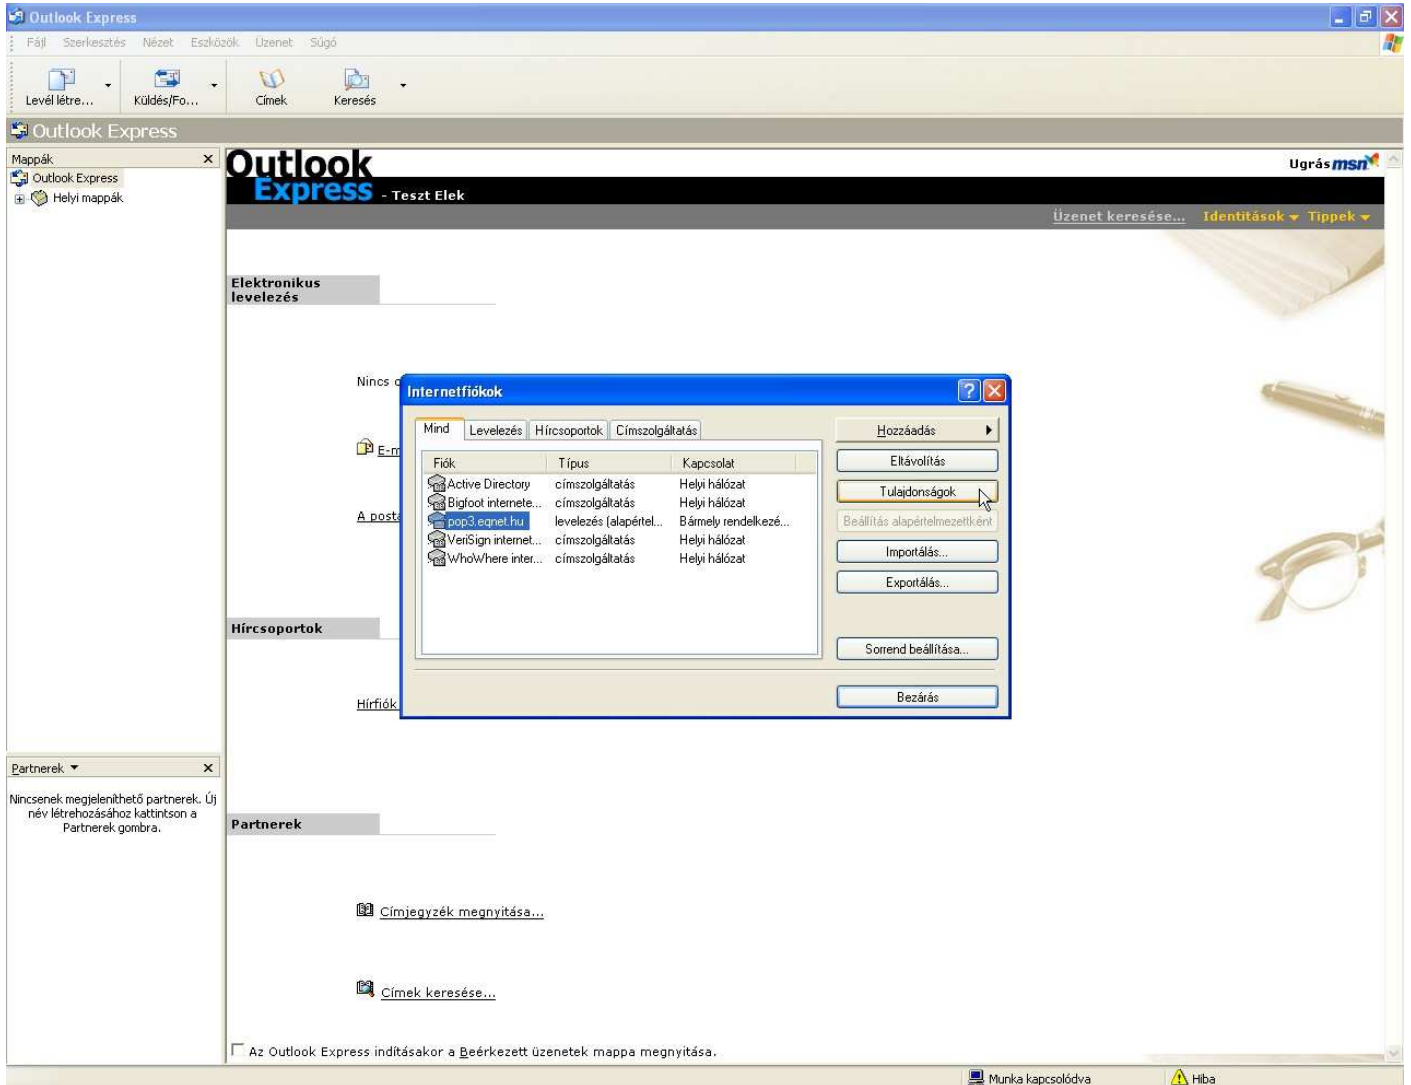 Outlook Express
Fájl Szerkesztés Nézet Eszközök Üzenet Súgó
Levél létre... Küldés/Fo... Címek Keresés
Outlook Express
Mappák
Outlook Express
Helyi mappák
Outlook
Express - Teszt Elek
Ugrás msn
Üzenet keresése... Identitások Tippek
Elektronikus
levelezés
Nincs
E-m
A posta
Hírcsoportok
Hírfiók
Internetfiókok
Mind Levelezés Hírcsoportok Címszolgáltatás
Fiók Típus Kapcsolat
Active Directory címszolgáltatás Helyi hálózat
Bigfoot internete... címszolgáltatás Helyi hálózat
pop3.eqnet.hu levelezés (alapértel... Bármely rendelkezé...
VeriSign internet... címszolgáltatás Helyi hálózat
WhoWhere inter... címszolgáltatás Helyi hálózat
Hozzáadás
Eltávolítás
Tulajdonságok
Beállítás alapértelmezettként
Importálás...
Exportálás...
Sorrend beállítása...
Bezárás
Partnerek
Nincsenek megjeleníthető partnerek. Új
név létrehozásához kattintson a
Partnerek gombra.
Partnerek
Címjegyzék megnyitása...
Címek keresése...
Az Outlook Express indításakor a Beérkezett üzenetek mappa megnyitása.
Munka kapcsolódva Hiba